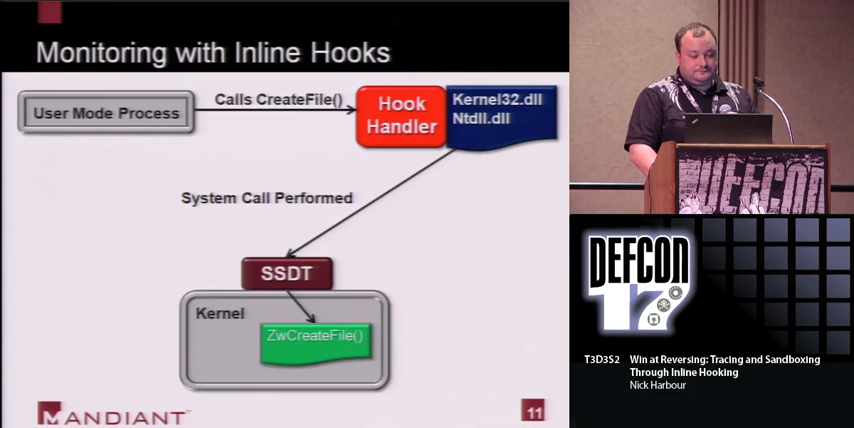 Monitoring with Inline Hooks
User Mode Process
Calls CreateFile()
Hook
Handler
Kernel32.dll
Ntdll.dll
System Call Performed
SSDT
Kernel
ZwCreateFile()
MANDIANT
11
DEFCON
DEFCON
17
T3D3S2 Win at Reversing: Tracing and Sandboxing
Through Inline Hooking
Nick Harbour